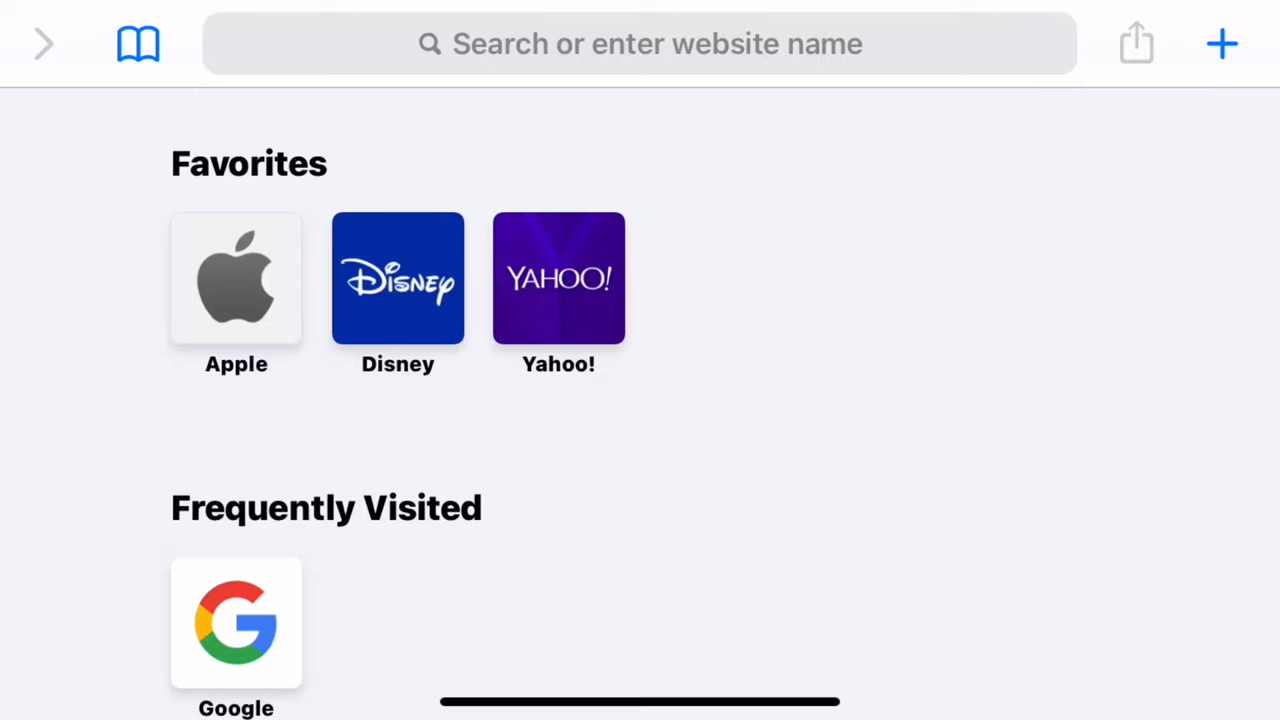 Search or enter website name
Favorites
DISNEY
YAHOO!
Apple
Disney
Yahoo!
Frequently Visited
G
Google